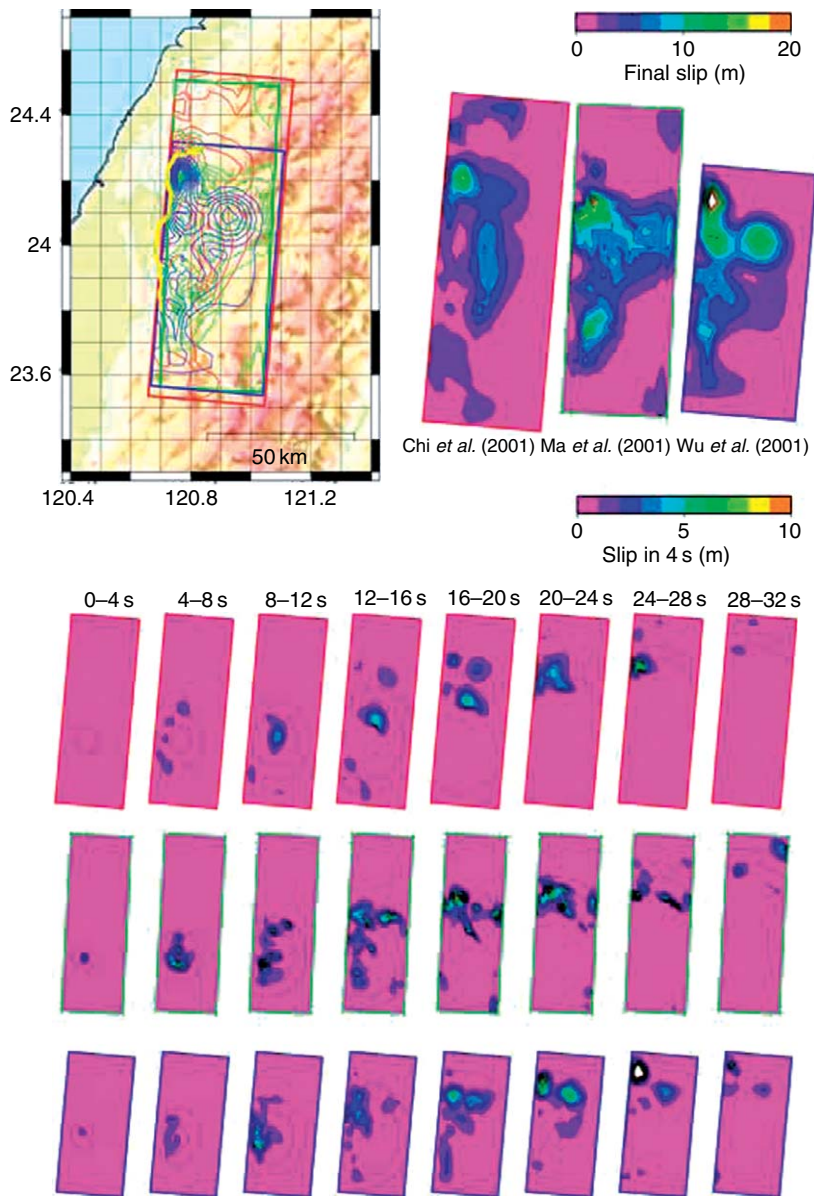 0 10 20
Final slip (m)
24.4
24
23.6
50 km
120.4 120.8 121.2
Chi et al. (2001) Ma et al. (2001) Wu et al. (2001)
0 5 10
Slip in 4 s (m)
0–4 s 4–8 s 8–12 s 12–16 s 16–20 s 20–24 s 24–28 s 28–32 s